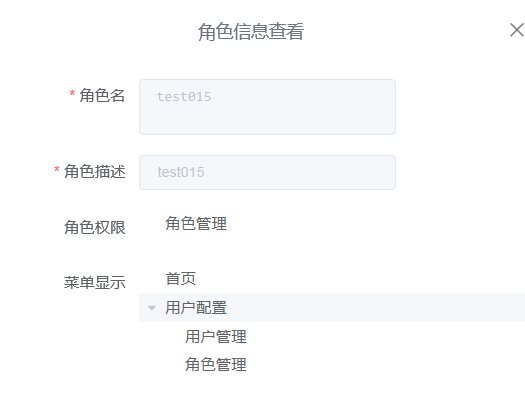 角色信息查看
* 角色名 test015
* 角色描述 test015
角色权限 角色管理
菜单显示 首页
用户配置
用户管理
角色管理